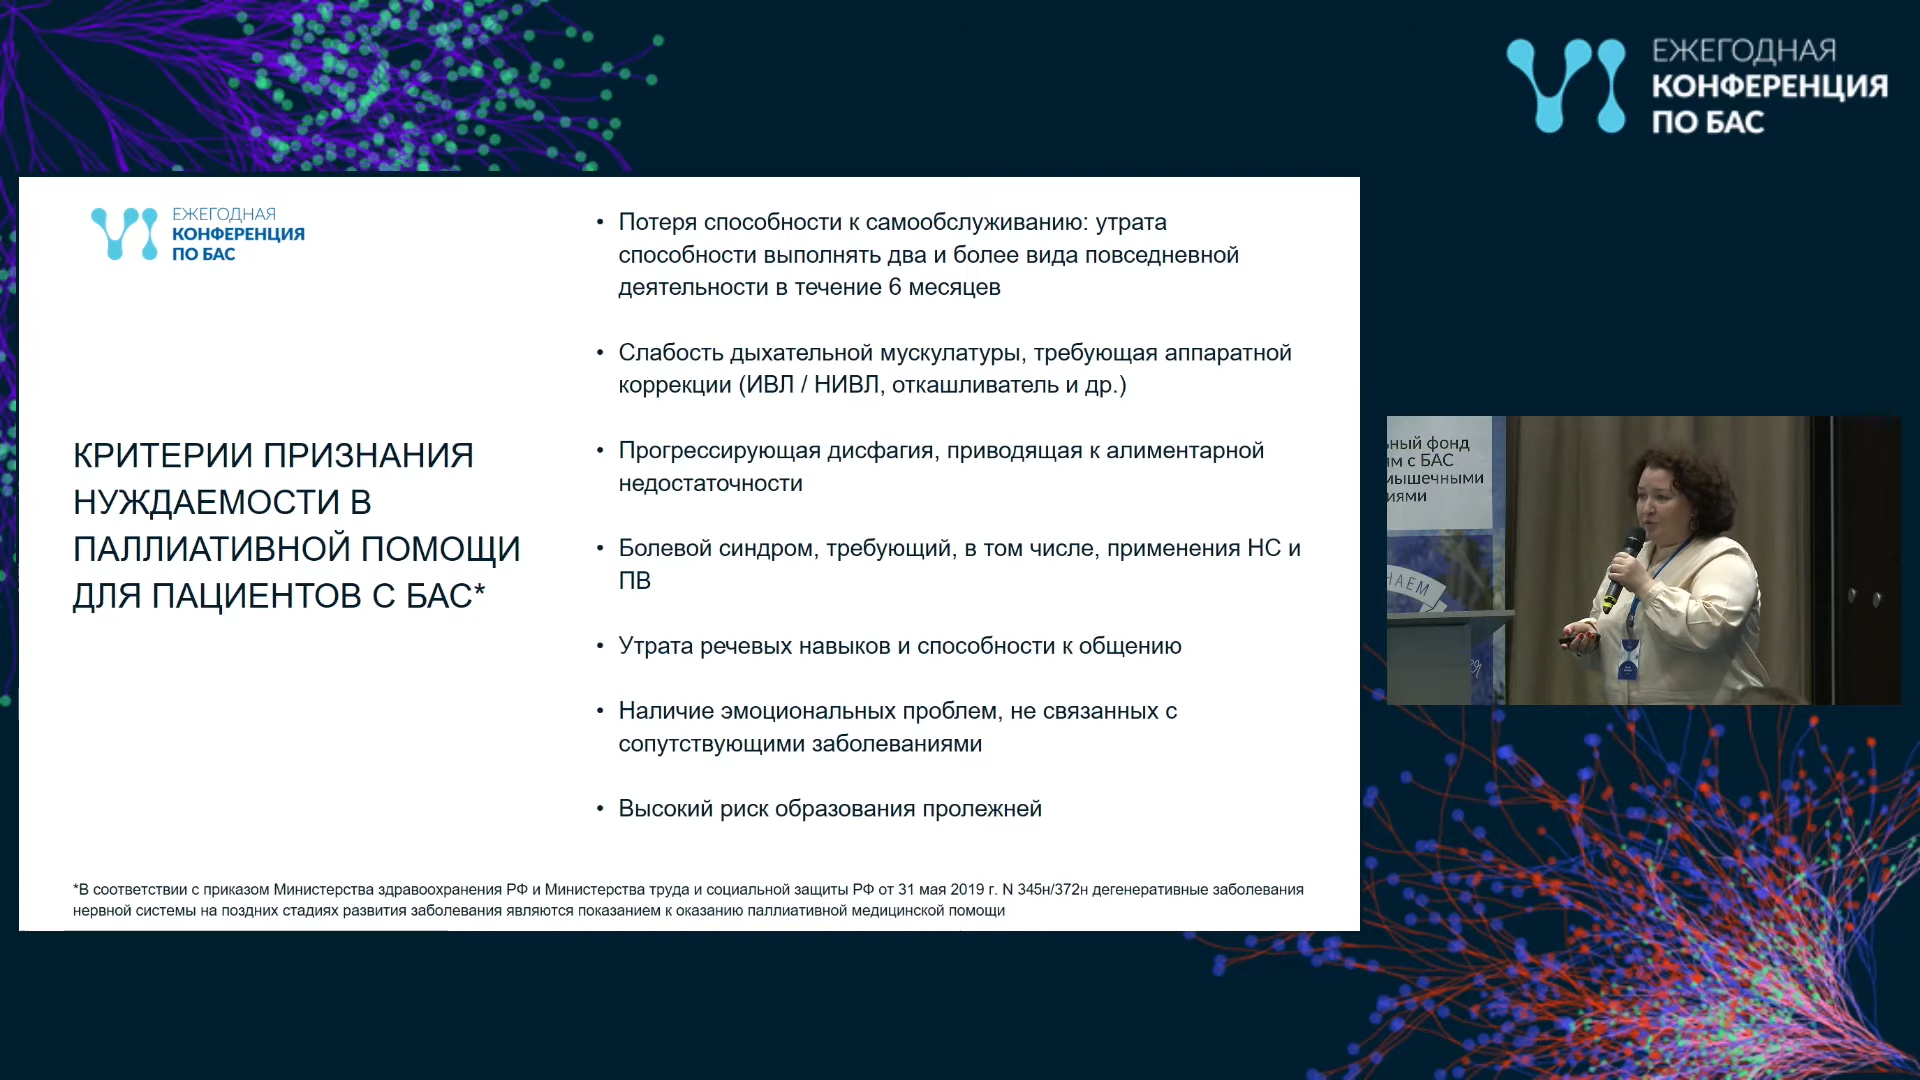 ЕЖЕГОДНАЯ
КОНФЕРЕНЦИЯ
ПО БАС
ЕЖЕГОДНАЯ
КОНФЕРЕНЦИЯ
ПО БАС
КРИТЕРИИ ПРИЗНАНИЯ
НУЖДАЕМОСТИ В
ПАЛЛИАТИВНОЙ ПОМОЩИ
ДЛЯ ПАЦИЕНТОВ С БАС*
• Потеря способности к самообслуживанию: утрата
способности выполнять два и более вида повседневной
деятельности в течение 6 месяцев
• Слабость дыхательной мускулатуры, требующая аппаратной
коррекции (ИВЛ / НИВЛ, откашливатель и др.)
• Прогрессирующая дисфагия, приводящая к алиментарной
недостаточности
• Болевой синдром, требующий, в том числе, применения НС и
ПВ
• Утрата речевых навыков и способности к общению
• Наличие эмоциональных проблем, не связанных с
сопутствующими заболеваниями
• Высокий риск образования пролежней
*В соответствии с приказом Министерства здравоохранения РФ и Министерства труда и социальной защиты РФ от 31 мая 2019 г. N 345н/372н дегенеративные заболевания
нервной системы на поздних стадиях развития заболевания являются показанием к оказанию паллиативной медицинской помощи
ьный фонд
ям с БАС
мышечными
иями
НАЕМ